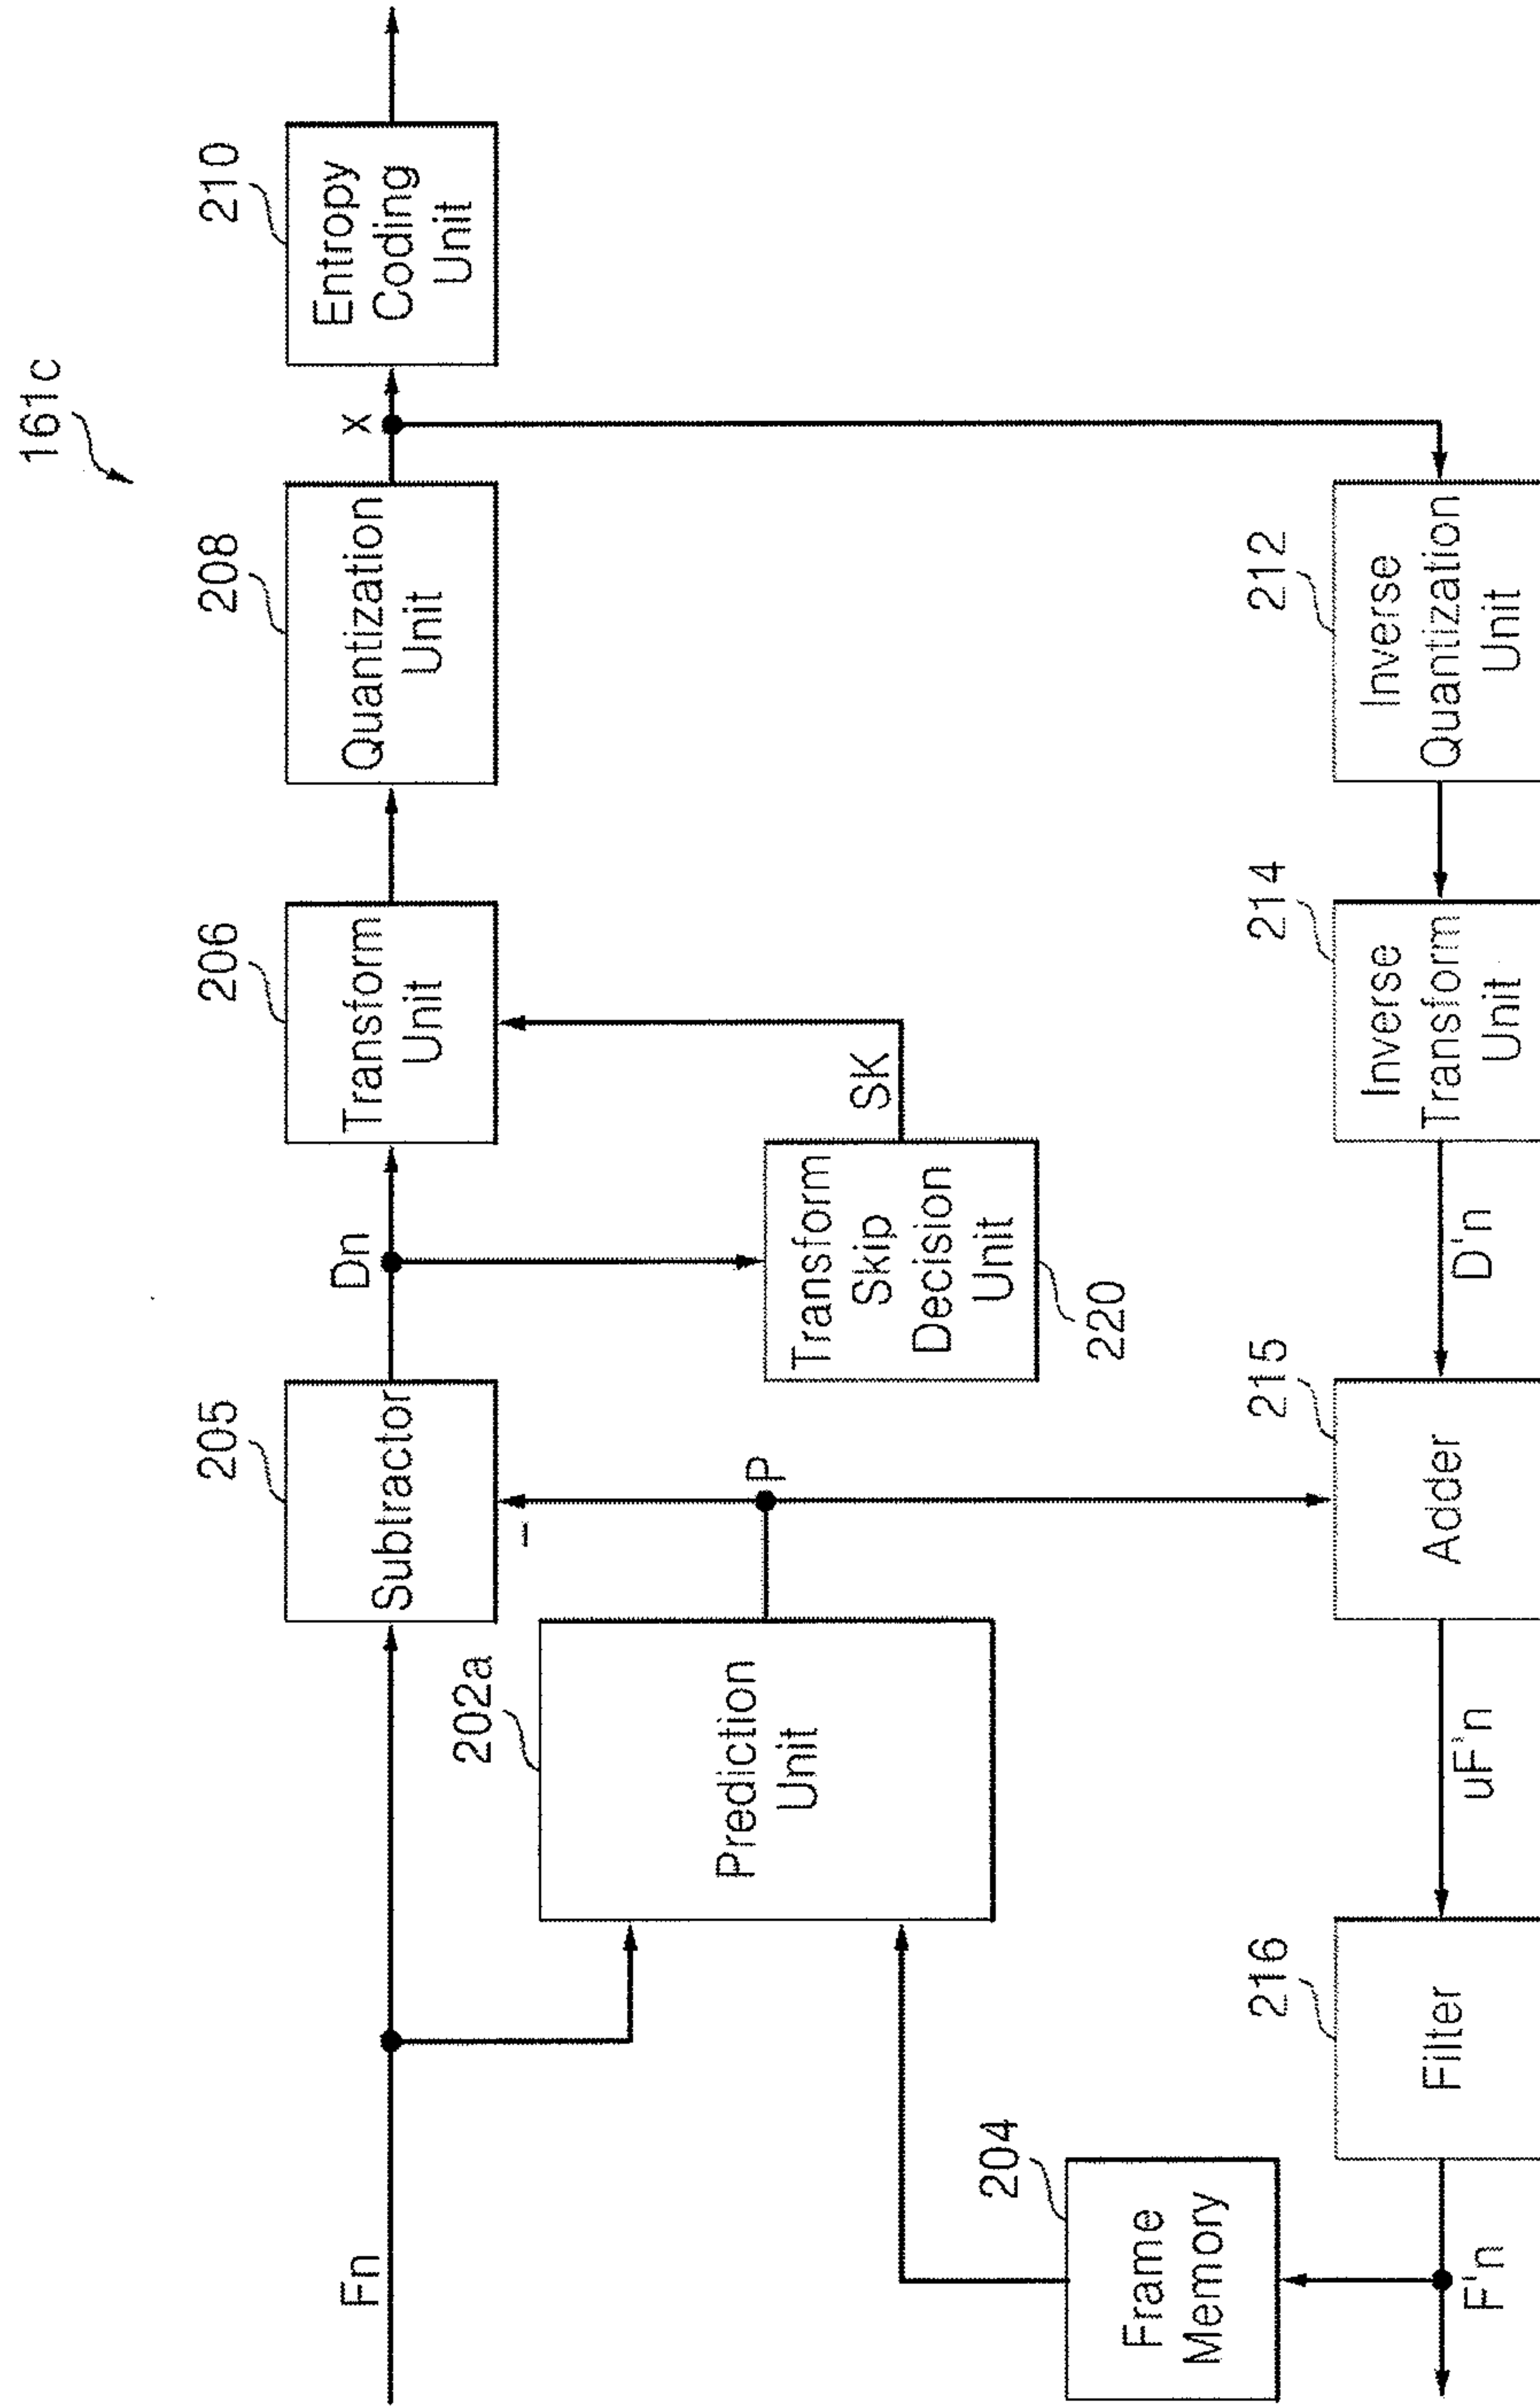 161c
Fn
205
Subtractor
Dn
206
Transform
Unit
208
Quantization
Unit
x
210
Entropy
Coding
Unit
202a
Prediction
Unit
P
-
Transform
Skip
Decision
Unit
220
SK
204
Frame
Memory
F'n
216
Filter
uF'n
215
Adder
D'n
214
Inverse
Transform
Unit
212
Inverse
Quantization
Unit